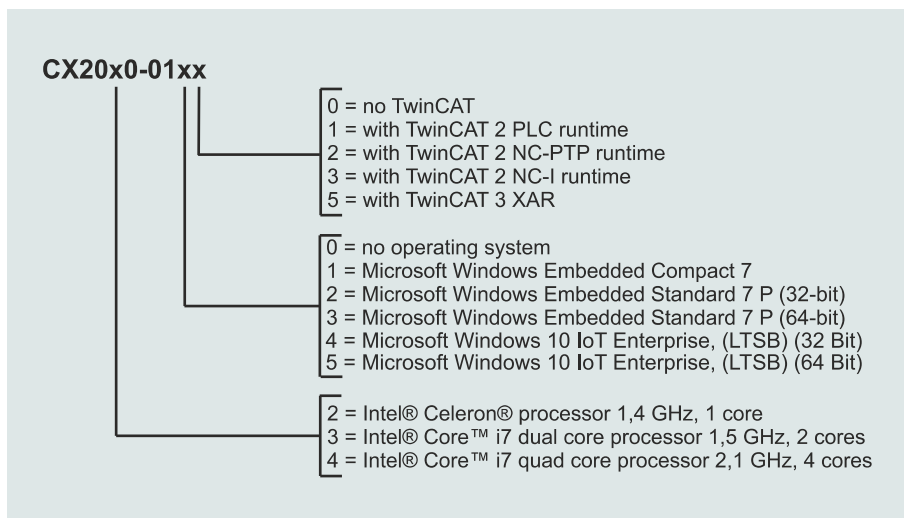 CX20x0-01xx
0 = no TwinCAT
1 = with TwinCAT 2 PLC runtime
2 = with TwinCAT 2 NC-PTP runtime
3 = with TwinCAT 2 NC-I runtime
5 = with TwinCAT 3 XAR
0 = no operating system
1 = Microsoft Windows Embedded Compact 7
2 = Microsoft Windows Embedded Standard 7 P (32-bit)
3 = Microsoft Windows Embedded Standard 7 P (64-bit)
4 = Microsoft Windows 10 IoT Enterprise, (LTSB) (32 Bit)
5 = Microsoft Windows 10 IoT Enterprise, (LTSB) (64 Bit)
2 = Intel® Celeron® processor 1,4 GHz, 1 core
3 = Intel® Core™ i7 dual core processor 1,5 GHz, 2 cores
4 = Intel® Core™ i7 quad core processor 2,1 GHz, 4 cores